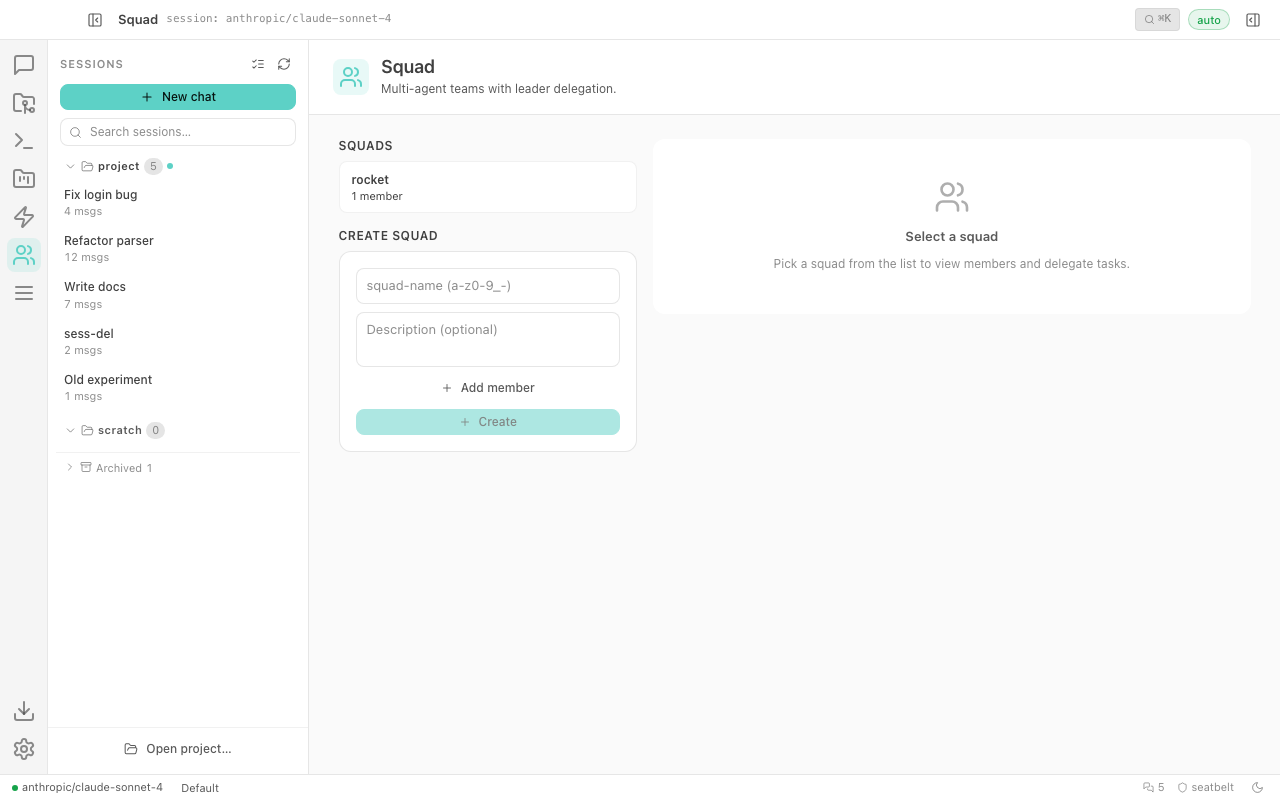 Squad session: anthropic/claude-sonnet-4
⌘K
auto
SESSIONS
New chat
Search sessions...
project 5
Fix login bug
4 msgs
Refactor parser
12 msgs
Write docs
7 msgs
sess-del
2 msgs
Old experiment
1 msgs
scratch 0
Archived 1
Open project...
Squad
Multi-agent teams with leader delegation.
SQUADS
rocket
1 member
CREATE SQUAD
squad-name (a-z0-9_-)
Description (optional)
Add member
Create
Select a squad
Pick a squad from the list to view members and delegate tasks.
anthropic/claude-sonnet-4 Default
5 seatbelt